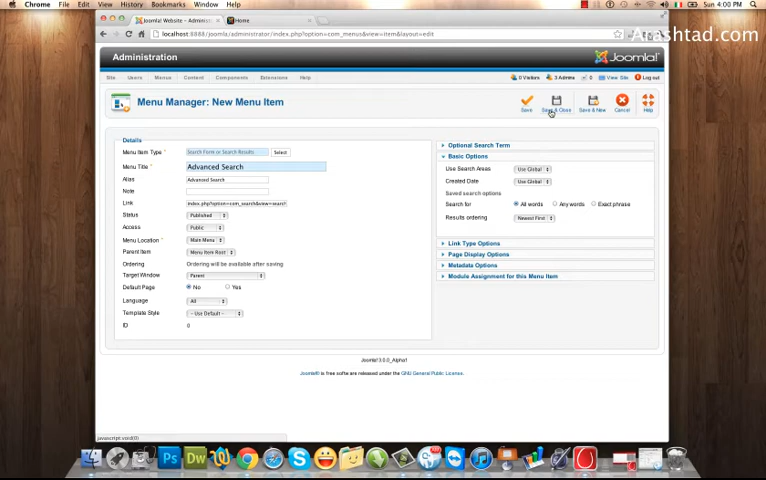 Chrome File Edit View History Bookmarks Window Help
Sun 4:00 PM
Arashtad.com
Joomla! Website – Administ
Home
localhost:8888/joomla/administrator/index.php?option=com_menus&view=item&layout=edit
Administration
Joomla!
Site Users Menus Content Components Extensions Help
0 Visitors 3 Admins 0 View Site Log out
Menu Manager: New Menu Item
Save Save & Close Save & New Cancel Help
Details
Menu Item Type * Search Form or Search Results Select
Menu Title * Advanced Search
Alias Advanced Search
Note
Link index.php?option=com_search&view=search
Status Published
Access Public
Menu Location * Main Menu
Parent Item Menu Item Root
Ordering Ordering will be available after saving
Target Window Parent
Default Page No Yes
Language All
Template Style - Use Default -
ID 0
Optional Search Term
Basic Options
Use Search Areas Use Global
Created Date Use Global
Saved search options
Search for All words Any words Exact phrase
Results ordering Newest First
Link Type Options
Page Display Options
Metadata Options
Module Assignment for this Menu Item
Joomla! 3.0.0_Alpha1
Joomla!® is free software released under the GNU General Public License.
javascript:void(0)
Ps Dw